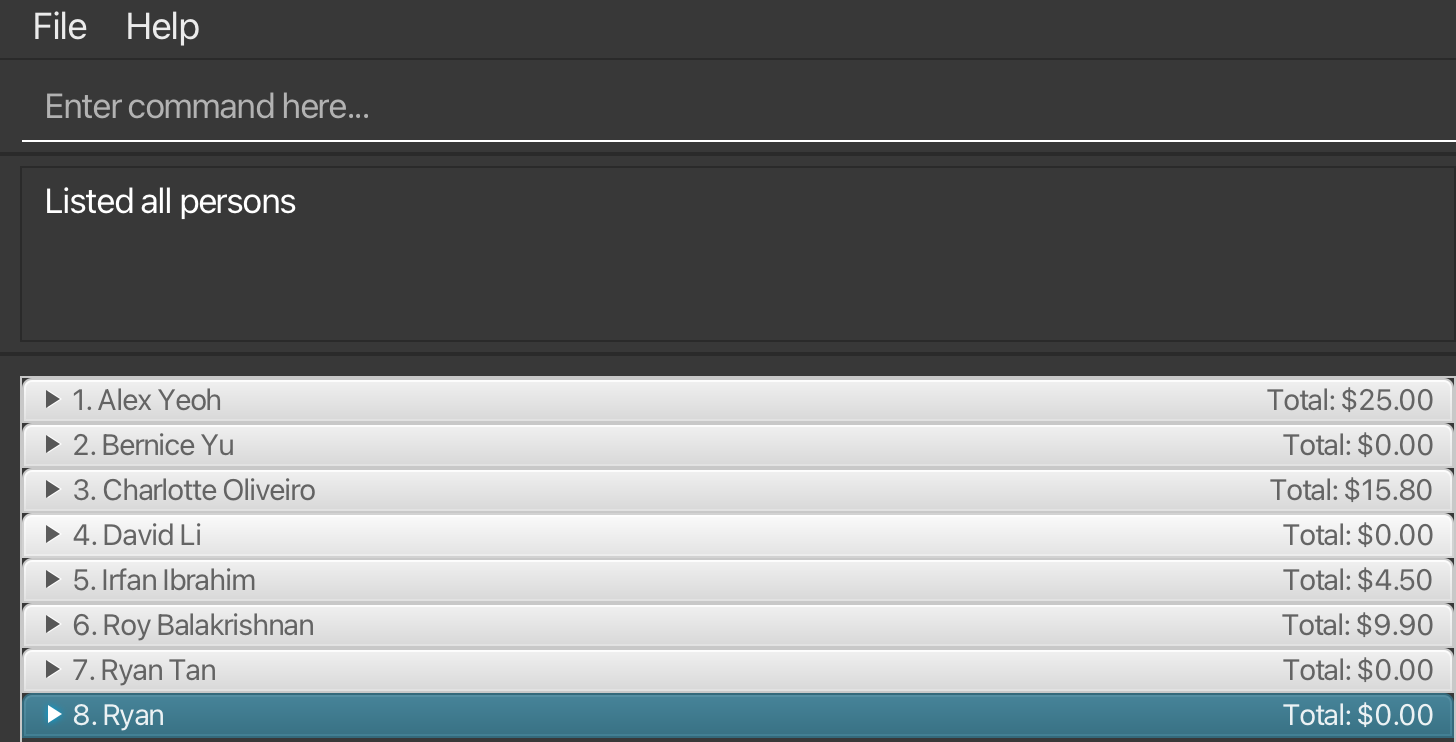 File Help
Enter command here...
Listed all persons
1. Alex Yeoh Total: $25.00
2. Bernice Yu Total: $0.00
3. Charlotte Oliveiro Total: $15.80
4. David Li Total: $0.00
5. Irfan Ibrahim Total: $4.50
6. Roy Balakrishnan Total: $9.90
7. Ryan Tan Total: $0.00
8. Ryan Total: $0.00